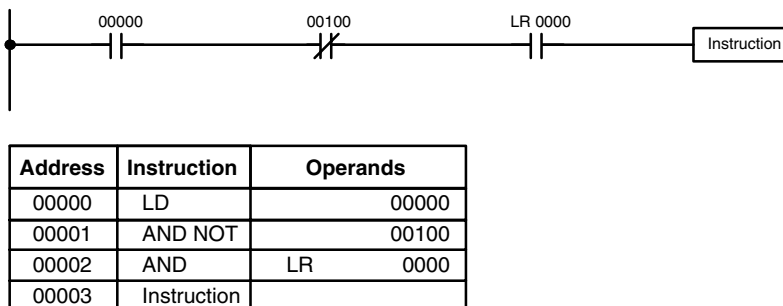 00000 00100 LR 0000
Instruction
Address Instruction Operands
00000 LD 00000
00001 AND NOT 00100
00002 AND LR 0000
00003 Instruction